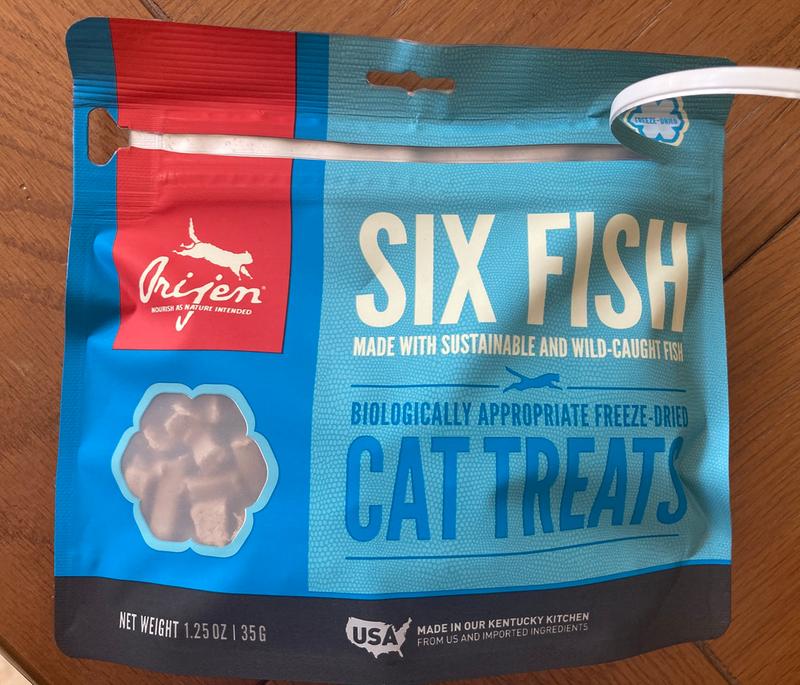 FREEZE-DRIED
Orijen
NOURISH AS NATURE INTENDED
SIX FISH
MADE WITH SUSTAINABLE AND WILD-CAUGHT FISH
BIOLOGICALLY APPROPRIATE FREEZE-DRIED
CAT TREATS
NET WEIGHT 1.25 OZ | 35 G
USA
MADE IN OUR KENTUCKY KITCHEN
FROM US AND IMPORTED INGREDIENTS